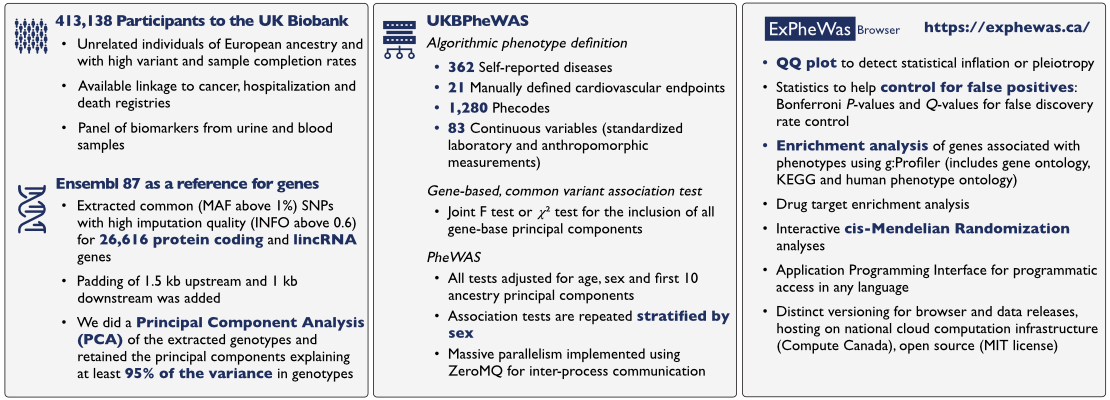 413,138 Participants to the UK Biobank
• Unrelated individuals of European ancestry and
with high variant and sample completion rates
• Available linkage to cancer, hospitalization and
death registries
• Panel of biomarkers from urine and blood
samples
Ensembl 87 as a reference for genes
• Extracted common (MAF above 1%) SNPs
with high imputation quality (INFO above 0.6)
for 26,616 protein coding and lincRNA
genes
• Padding of 1.5 kb upstream and 1 kb
downstream was added
• We did a Principal Component Analysis
(PCA) of the extracted genotypes and
retained the principal components explaining
at least 95% of the variance in genotypes
UKBPheWAS
Algorithmic phenotype definition
• 362 Self-reported diseases
• 21 Manually defined cardiovascular endpoints
• 1,280 Phecodes
• 83 Continuous variables (standardized
laboratory and anthropomorphic
measurements)
Gene-based, common variant association test
• Joint F test or χ² test for the inclusion of all
gene-base principal components
PheWAS
• All tests adjusted for age, sex and first 10
ancestry principal components
• Association tests are repeated stratified by
sex
• Massive parallelism implemented using
ZeroMQ for inter-process communication
ExPheWas Browser https://exphewas.ca/
• QQ plot to detect statistical inflation or pleiotropy
• Statistics to help control for false positives:
Bonferroni P-values and Q-values for false discovery
rate control
• Enrichment analysis of genes associated with
phenotypes using g:Profiler (includes gene ontology,
KEGG and human phenotype ontology)
• Drug target enrichment analysis
• Interactive cis-Mendelian Randomization
analyses
• Application Programming Interface for programmatic
access in any language
• Distinct versioning for browser and data releases,
hosting on national cloud computation infrastructure
(Compute Canada), open source (MIT license)